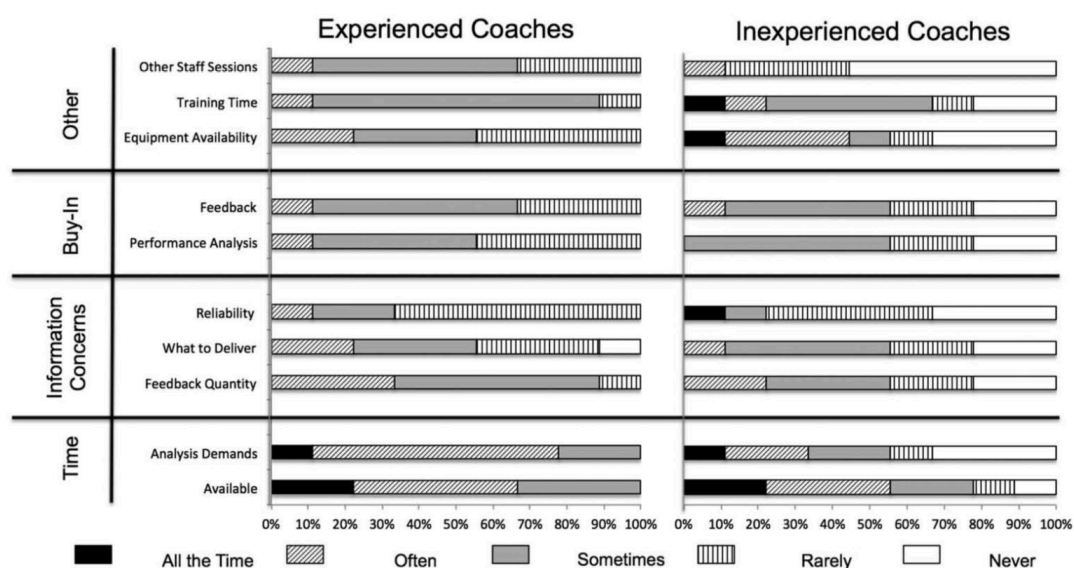 Experienced Coaches
Inexperienced Coaches
Other
Other Staff Sessions
Training Time
Equipment Availability
Buy-In
Feedback
Performance Analysis
Information
Concerns
Reliability
What to Deliver
Feedback Quantity
Time
Analysis Demands
Available
0% 10% 20% 30% 40% 50% 60% 70% 80% 90% 100%
0% 10% 20% 30% 40% 50% 60% 70% 80% 90% 100%
All the Time Often Sometimes Rarely Never